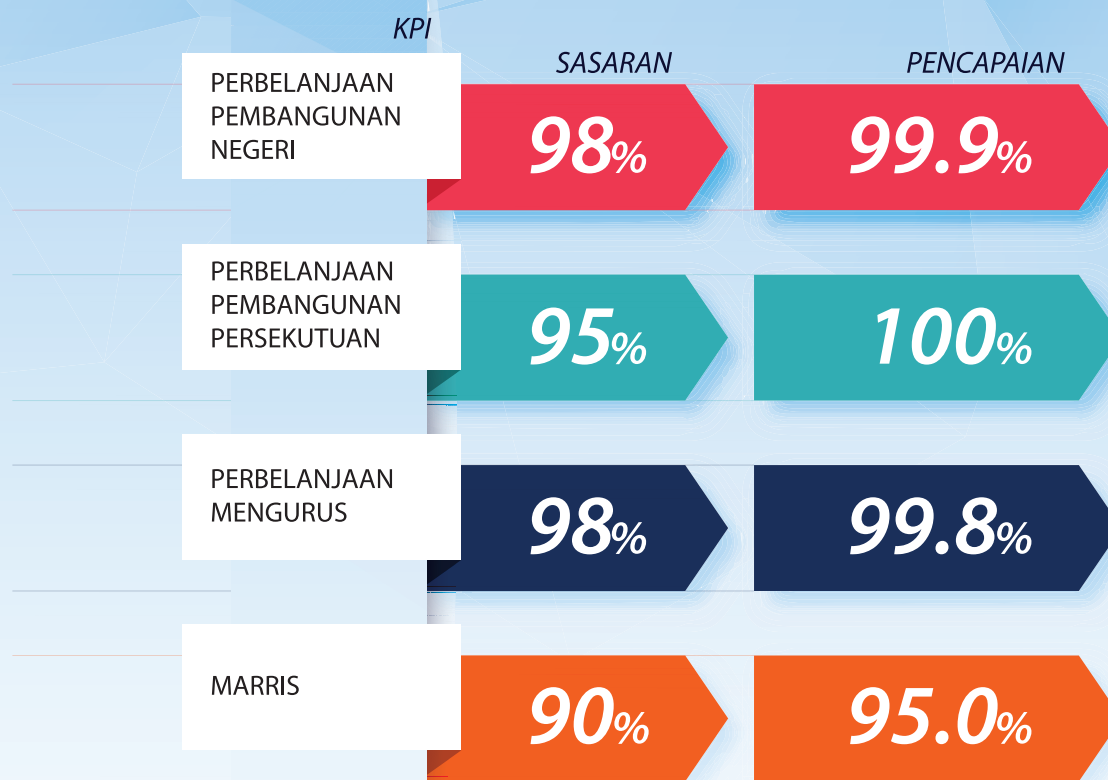 KPI
SASARAN
PENCAPAIAN
PERBELANJAAN
PEMBANGUNAN
NEGERI
98%
99.9%
PERBELANJAAN
PEMBANGUNAN
PERSEKUTUAN
95%
100%
PERBELANJAAN
MENGURUS
98%
99.8%
MARRIS
90%
95.0%